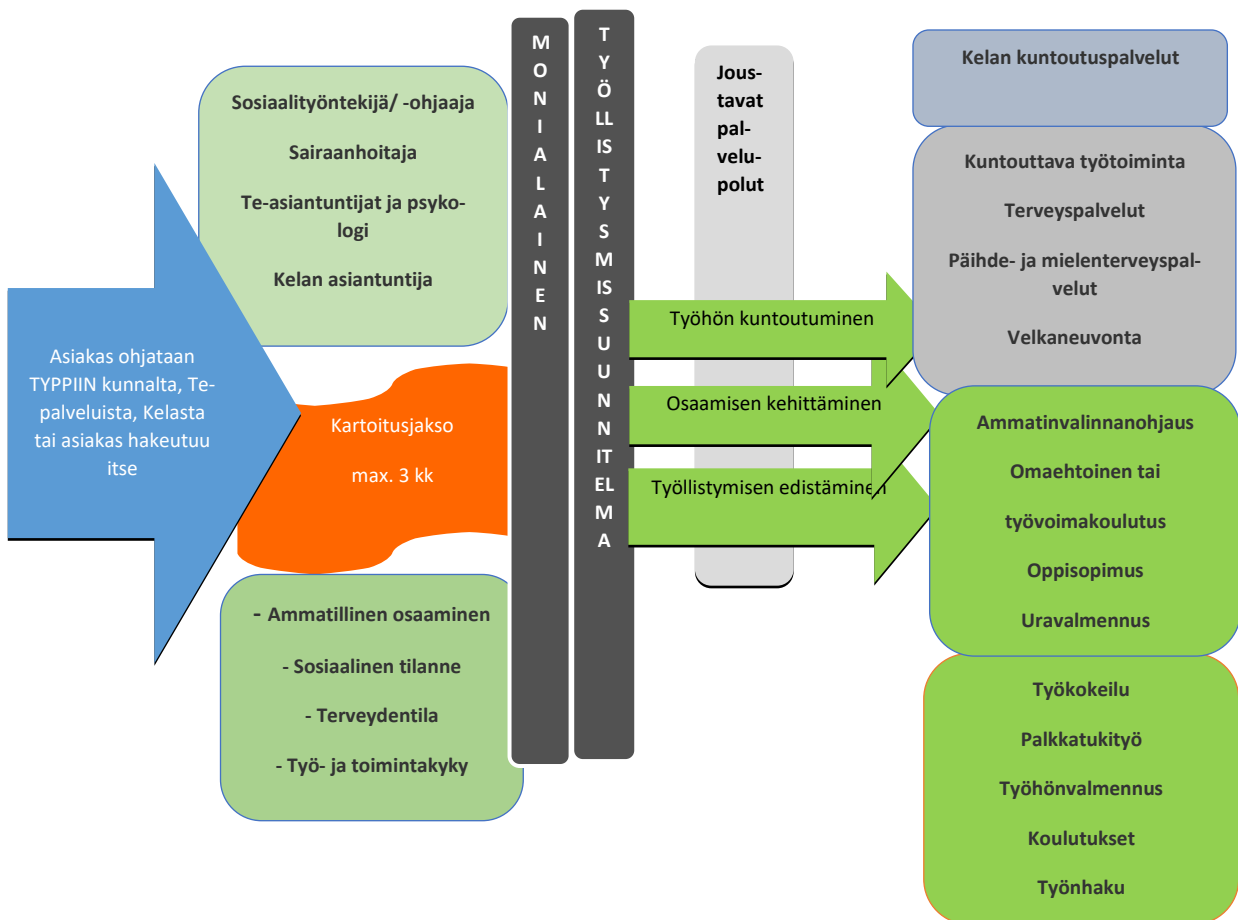 Asiakas ohjataan
TYPPIIN kunnalta, Te-
palveluista, Kelasta
tai asiakas hakeutuu
itse
Sosiaalityöntekijä/ -ohjaaja
Sairaanhoitaja
Te-asiantuntijat ja psyko-
logi
Kelan asiantuntija
Kartoitusjakso
max. 3 kk
- Ammatillinen osaaminen
- Sosiaalinen tilanne
- Terveydentila
- Työ- ja toimintakyky
M
O
N
I
A
L
A
I
N
E
N
T
Y
Ö
LL
IS
T
Y
S
M
IS
S
U
U
N
N
IT
EL
M
A
Jous-
tavat
pal-
velu-
polut
Työhön kuntoutuminen
Osaamisen kehittäminen
Työllistymisen edistäminen
Kelan kuntoutuspalvelut
Kuntouttava työtoiminta
Terveyspalvelut
Päihde- ja mielenterveyspal-
velut
Velkaneuvonta
Ammatinvalinnanohjaus
Omaehtoinen tai
työvoimakoulutus
Oppisopimus
Uravalmennus
Työkokeilu
Palkkatukityö
Työhönvalmennus
Koulutukset
Työnhaku